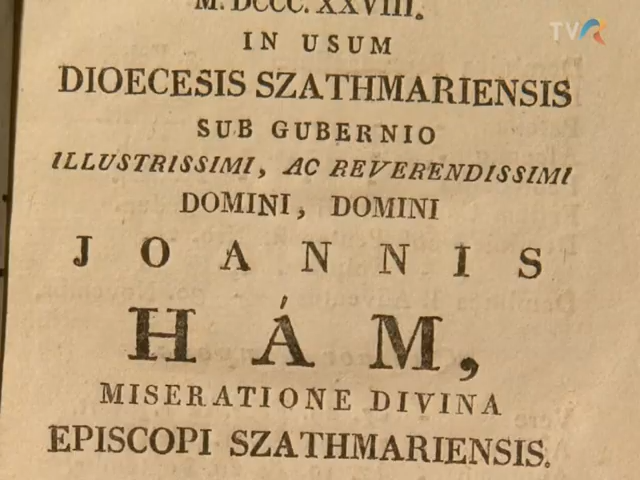 M. DCCC. XXVIII.
IN USUM
DIOECESIS SZATHMARIENSIS
SUB GUBERNIO
ILLUSTRISSIMI, AC REVERENDISSIMI
DOMINI, DOMINI
JOANNIS
HÁM,
MISERATIONE DIVINA
EPISCOPI SZATHMARIENSIS.
TVR